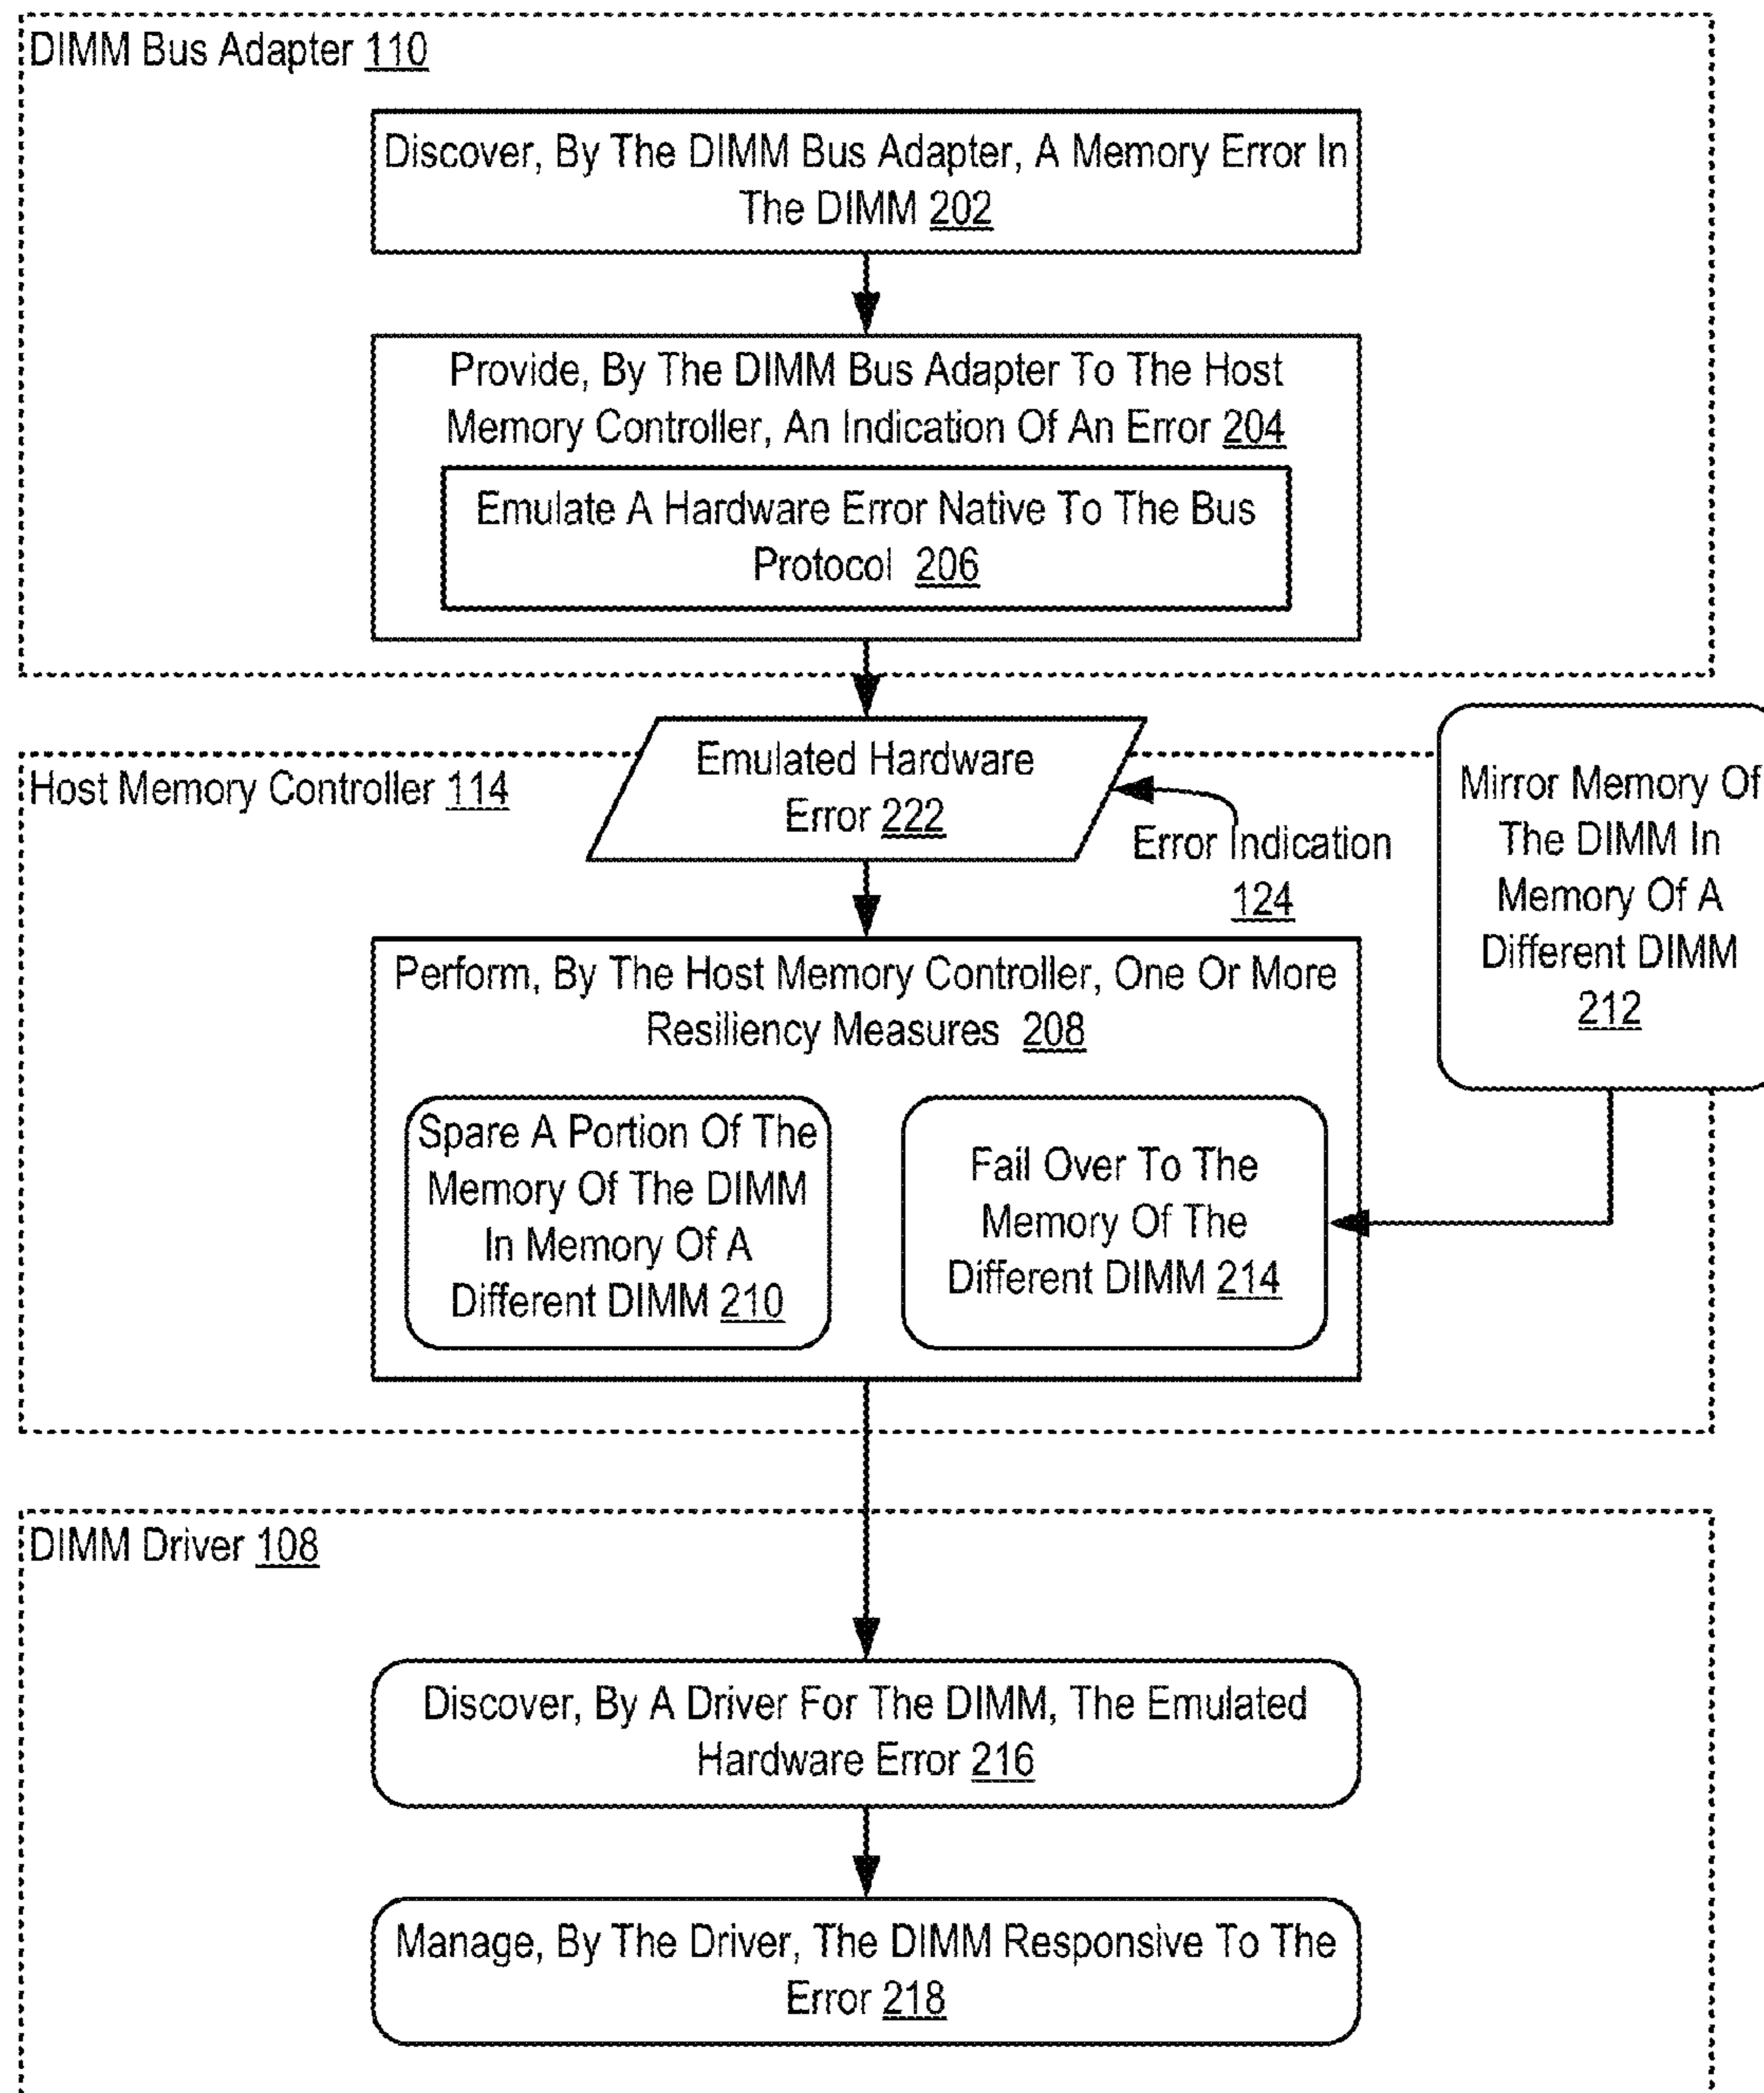 DIMM Bus Adapter 110
Discover, By The DIMM Bus Adapter, A Memory Error In
The DIMM 202
Provide, By The DIMM Bus Adapter To The Host
Memory Controller, An Indication Of An Error 204
Emulate A Hardware Error Native To The Bus
Protocol 206
Emulated Hardware
Error 222
Host Memory Controller 114
Error Indication
124
Mirror Memory Of
The DIMM In
Memory Of A
Different DIMM
212
Perform, By The Host Memory Controller, One Or More
Resiliency Measures 208
Spare A Portion Of The
Memory Of The DIMM
In Memory Of A
Different DIMM 210
Fail Over To The
Memory Of The
Different DIMM 214
DIMM Driver 108
Discover, By A Driver For The DIMM, The Emulated
Hardware Error 216
Manage, By The Driver, The DIMM Responsive To The
Error 218